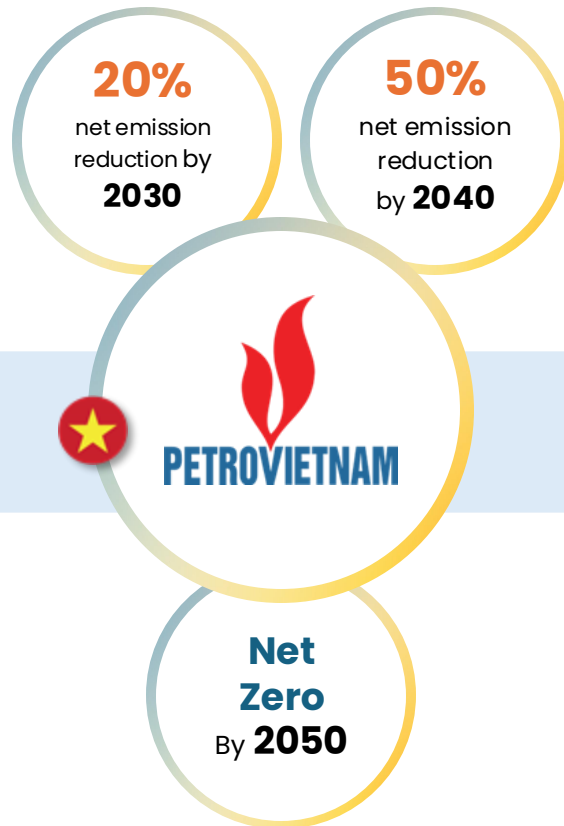 20%
net emission
reduction by
2030
50%
net emission
reduction
by 2040
PETROVIETNAM
Net
Zero
By 2050